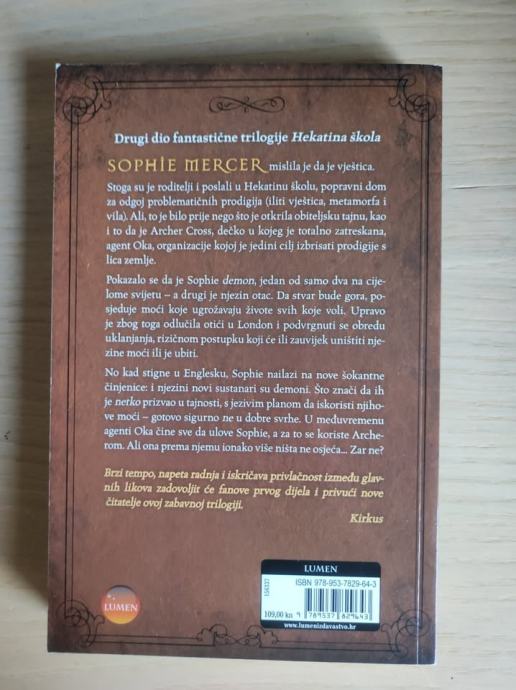 Drugi dio fantastične trilogije Hekatina škola
SOPHIE MERCER mislila je da je vještica.
Stoga su je roditelji i poslali u Hekatinu školu, popravni dom
za odgoj problematičnih prodigija (iliti vještica, metamorfa i
vila). Ali, to je bilo prije nego što je otkrila obiteljsku tajnu, kao
i to da je Archer Cross, dečko u kojeg je totalno zatreskana,
agent Oka, organizacije kojoj je jedini cilj izbrisati prodigije s
lica zemlje.
Pokazalo se da je Sophie demon, jedan od samo dva na cije-
lome svijetu – a drugi je njezin otac. Da stvar bude gora, po-
sjeduje moći koje ugrožavaju živote svih koje voli. Upravo
je zbog toga odlučila otići u London i podvrgnuti se obredu
uklanjanja, rizičnom postupku koji će ili zauvijek uništiti nje-
zine moći ili je ubiti.
No kad stigne u Englesku, Sophie nailazi na nove šokantne
činjenice: i njezini novi sustanari su demoni. Što znači da ih
je netko prizvao u tajnosti, s jezivim planom da iskoristi njiho-
ve moći – gotovo sigurno ne u dobre svrhe. U međuvremenu
agenti Oka čine sve da ulove Sophie, a za to se koriste Arche-
rom. Ali ona prema njemu ionako više ništa ne osjeća... Zar ne?
Brzi tempo, napeta radnja i iskričava privlačnost između glav-
nih likova zadovoljit će fanove prvog dijela i privući nove
čitatelje ovoj zabavnoj trilogiji.
Kirkus
LUMEN
LUMEN
ISBN 978-953-7829-64-3
109,00 kn
9 789537 829643
www.lumenizdavastvo.hr